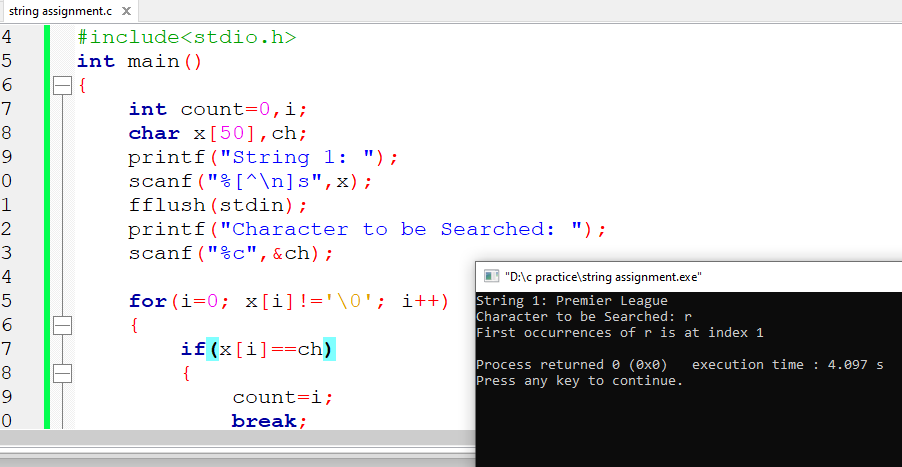 string assignment.c X
4 #include<stdio.h>
5 int main()
6 {
7 int count=0,i;
8 char x[50],ch;
9 printf("String 1: ");
0 scanf("%[^\n]s",x);
1 fflush(stdin);
2 printf("Character to be Searched: ");
3 scanf("%c",&ch);
4
5 for(i=0; x[i]!='\0'; i++)
6 {
7 if(x[i]==ch)
8 {
9 count=i;
0 break;
"D:\c practice\string assignment.exe"
String 1: Premier League
Character to be Searched: r
First occurrences of r is at index 1
Process returned 0 (0x0) execution time : 4.097 s
Press any key to continue.